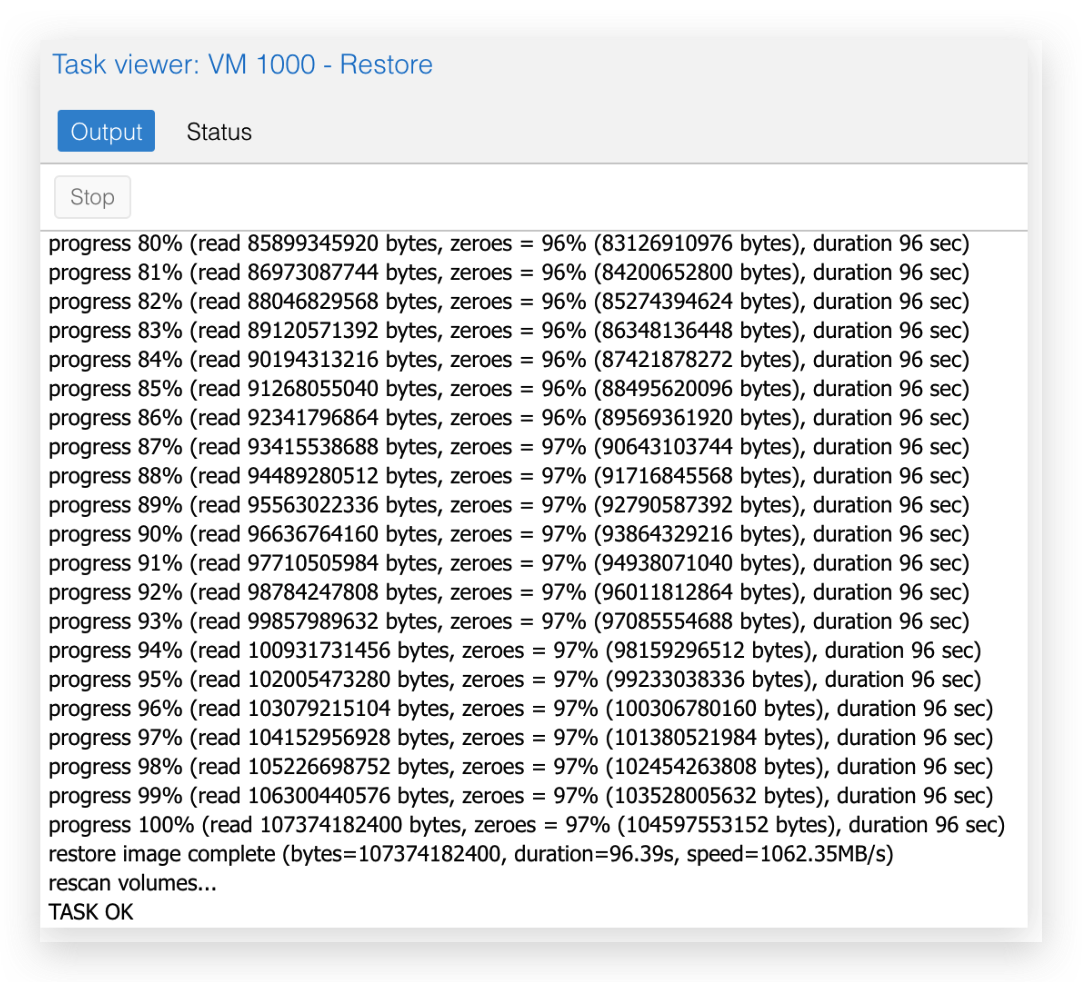 Task viewer: VM 1000 - Restore
Output Status
Stop
progress 80% (read 85899345920 bytes, zeroes = 96% (83126910976 bytes), duration 96 sec)
progress 81% (read 86973087744 bytes, zeroes = 96% (84200652800 bytes), duration 96 sec)
progress 82% (read 88046829568 bytes, zeroes = 96% (85274394624 bytes), duration 96 sec)
progress 83% (read 89120571392 bytes, zeroes = 96% (86348136448 bytes), duration 96 sec)
progress 84% (read 90194313216 bytes, zeroes = 96% (87421878272 bytes), duration 96 sec)
progress 85% (read 91268055040 bytes, zeroes = 96% (88495620096 bytes), duration 96 sec)
progress 86% (read 92341796864 bytes, zeroes = 96% (89569361920 bytes), duration 96 sec)
progress 87% (read 93415538688 bytes, zeroes = 97% (90643103744 bytes), duration 96 sec)
progress 88% (read 94489280512 bytes, zeroes = 97% (91716845568 bytes), duration 96 sec)
progress 89% (read 95563022336 bytes, zeroes = 97% (92790587392 bytes), duration 96 sec)
progress 90% (read 96636764160 bytes, zeroes = 97% (93864329216 bytes), duration 96 sec)
progress 91% (read 97710505984 bytes, zeroes = 97% (94938071040 bytes), duration 96 sec)
progress 92% (read 98784247808 bytes, zeroes = 97% (96011812864 bytes), duration 96 sec)
progress 93% (read 99857989632 bytes, zeroes = 97% (97085554688 bytes), duration 96 sec)
progress 94% (read 100931731456 bytes, zeroes = 97% (98159296512 bytes), duration 96 sec)
progress 95% (read 102005473280 bytes, zeroes = 97% (99233038336 bytes), duration 96 sec)
progress 96% (read 103079215104 bytes, zeroes = 97% (100306780160 bytes), duration 96 sec)
progress 97% (read 104152956928 bytes, zeroes = 97% (101380521984 bytes), duration 96 sec)
progress 98% (read 105226698752 bytes, zeroes = 97% (102454263808 bytes), duration 96 sec)
progress 99% (read 106300440576 bytes, zeroes = 97% (103528005632 bytes), duration 96 sec)
progress 100% (read 107374182400 bytes, zeroes = 97% (104597553152 bytes), duration 96 sec)
restore image complete (bytes=107374182400, duration=96.39s, speed=1062.35MB/s)
rescan volumes...
TASK OK